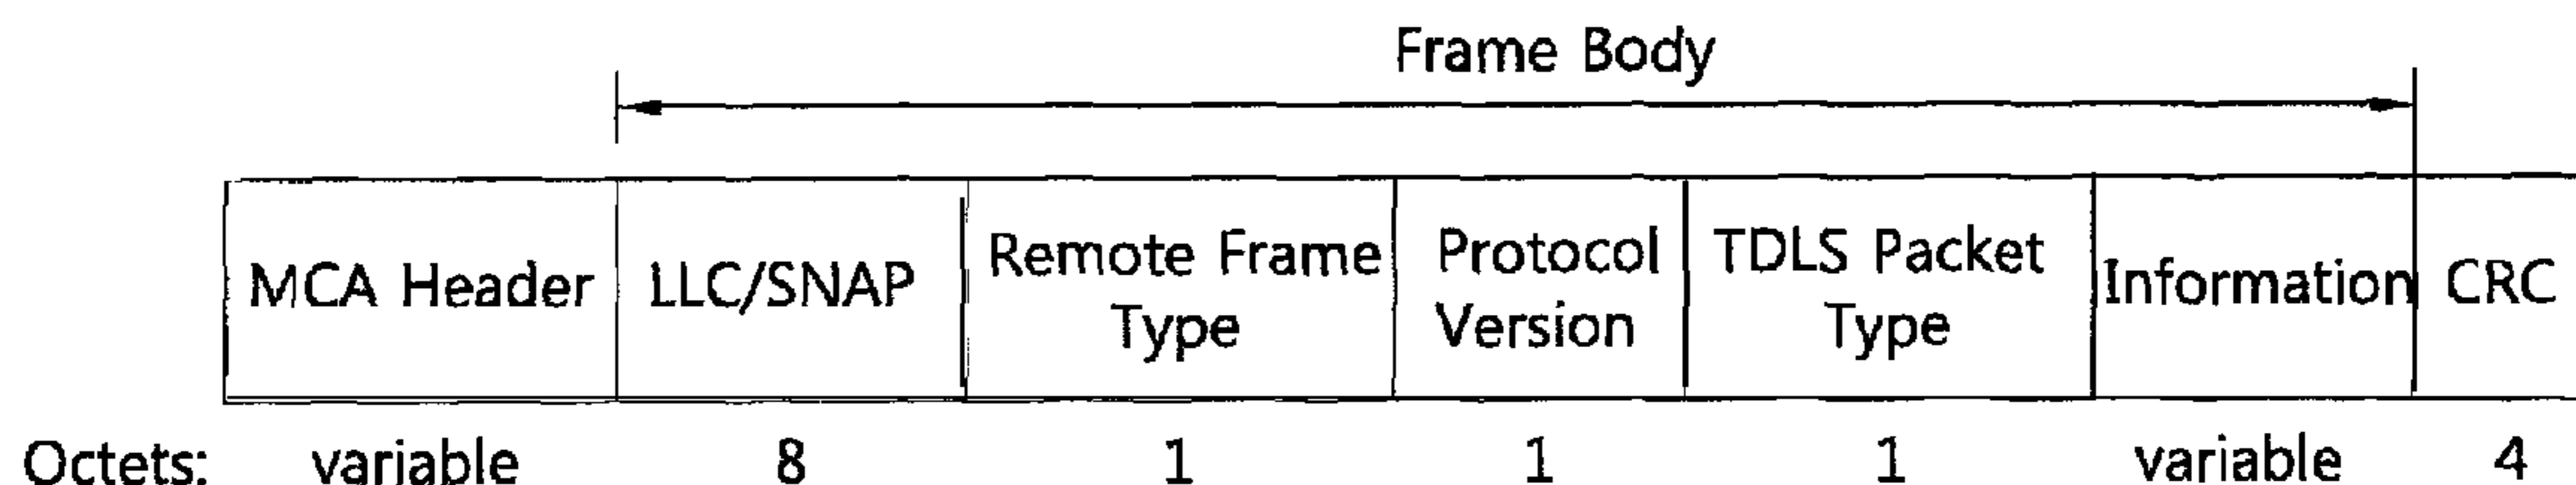 Frame Body
MCA Header
LLC/SNAP
Remote Frame
Type
Protocol
Version
TDLS Packet
Type
Information
CRC
Octets: variable 8 1 1 1 variable 4